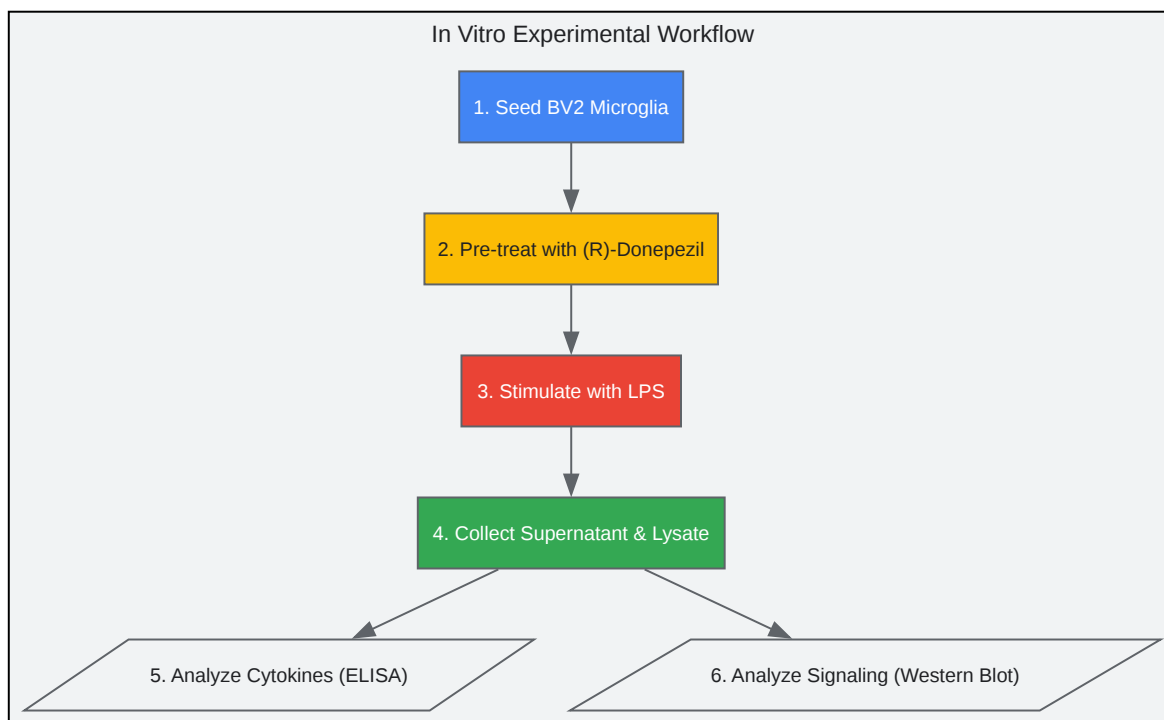 In Vitro Experimental Workflow
1. Seed BV2 Microglia
2. Pre-treat with (R)-Donepezil
3. Stimulate with LPS
4. Collect Supernatant & Lysate
5. Analyze Cytokines (ELISA)
6. Analyze Signaling (Western Blot)